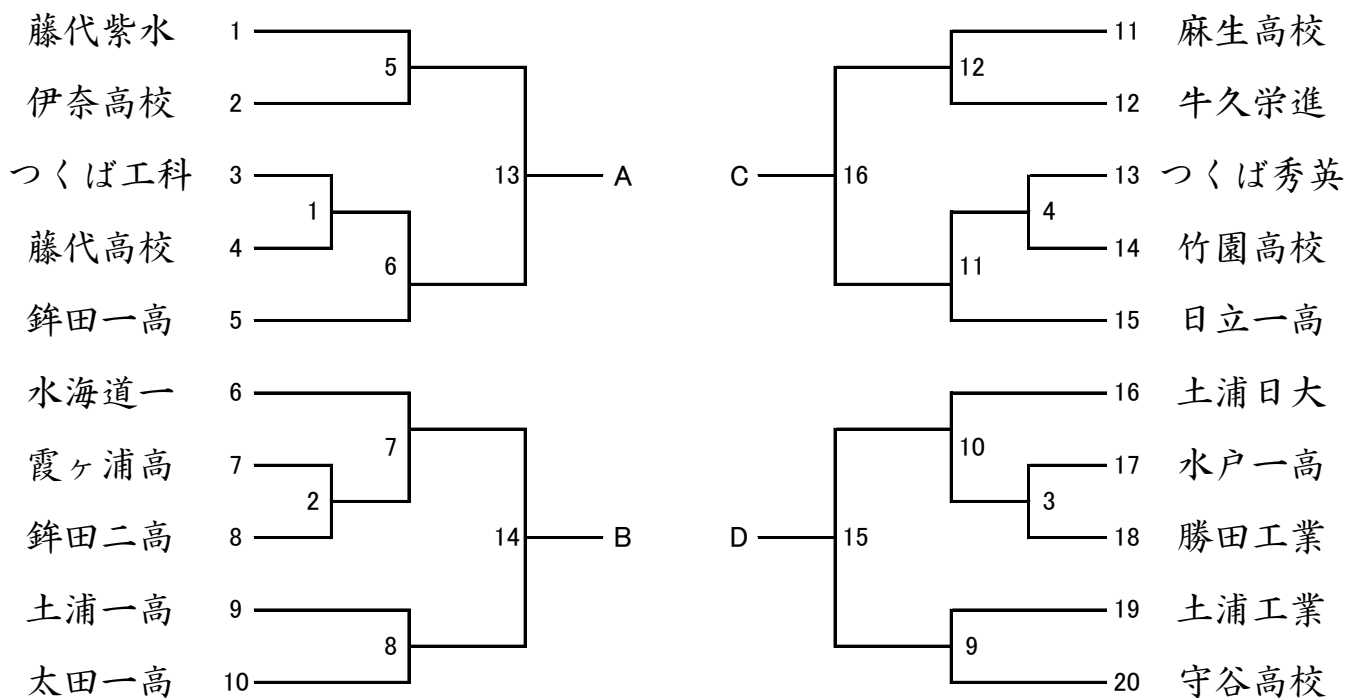 藤代紫水 1
伊奈高校 2
5
つくば工科 3
藤代高校 4
1
鉾田一高 5
6
13 A
水海道一 6
霞ヶ浦高 7
鉾田二高 8
2
7
土浦一高 9
太田一高 10
8
14 B
11 麻生高校
12 牛久栄進
12
13 つくば秀英
14 竹園高校
4
15 日立一高
11
C 16
16 土浦日大
17 水戸一高
18 勝田工業
3
10
19 土浦工業
20 守谷高校
9
D 15